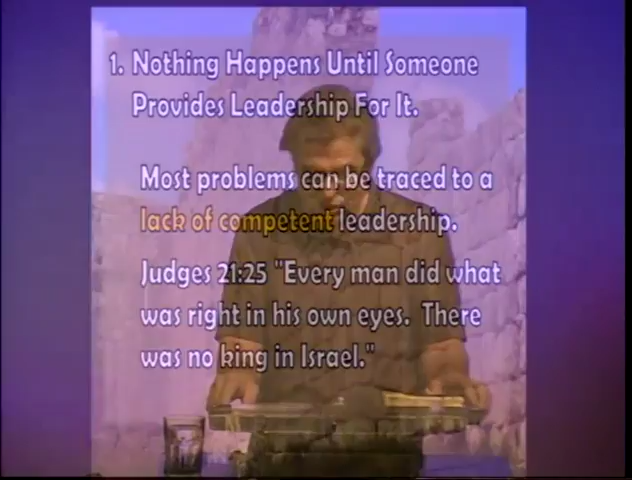 1. Nothing Happens Until Someone
Provides Leadership For It.
Most problems can be traced to a
lack of competent leadership.
Judges 21:25 "Every man did what
was right in his own eyes. There
was no king in Israel."